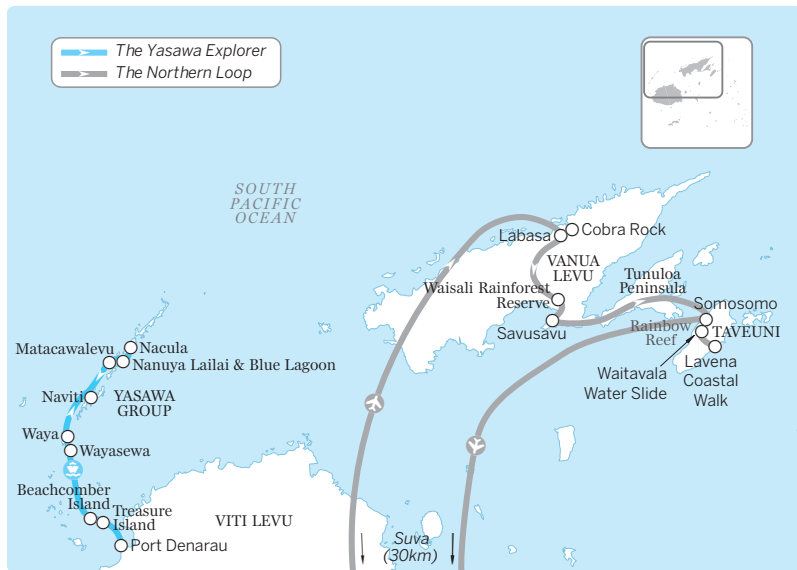 The Yasawa Explorer
The Northern Loop
SOUTH
PACIFIC
OCEAN
Labasa
Cobra Rock
VANUA
LEVU
Waisali Rainforest
Reserve
Tunuloa
Peninsula
Savusavu
Somosomo
Rainbow
Reef
TAVEUNI
Waitavala
Water Slide
Lavena
Coastal
Walk
Matacawalevu
Nacula
Nanuya Lailai & Blue Lagoon
Naviti
YASAWA
GROUP
Waya
Wayasewa
Beachcomber
Island
Treasure
Island
VITI LEVU
Port Denarau
Suva
(30km)